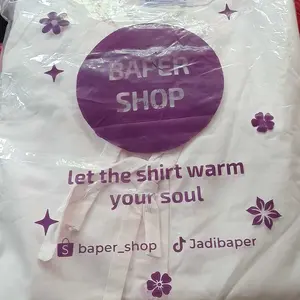 BAPER
SHOP
let the shirt warm
your soul
baper_shop Jadibaper